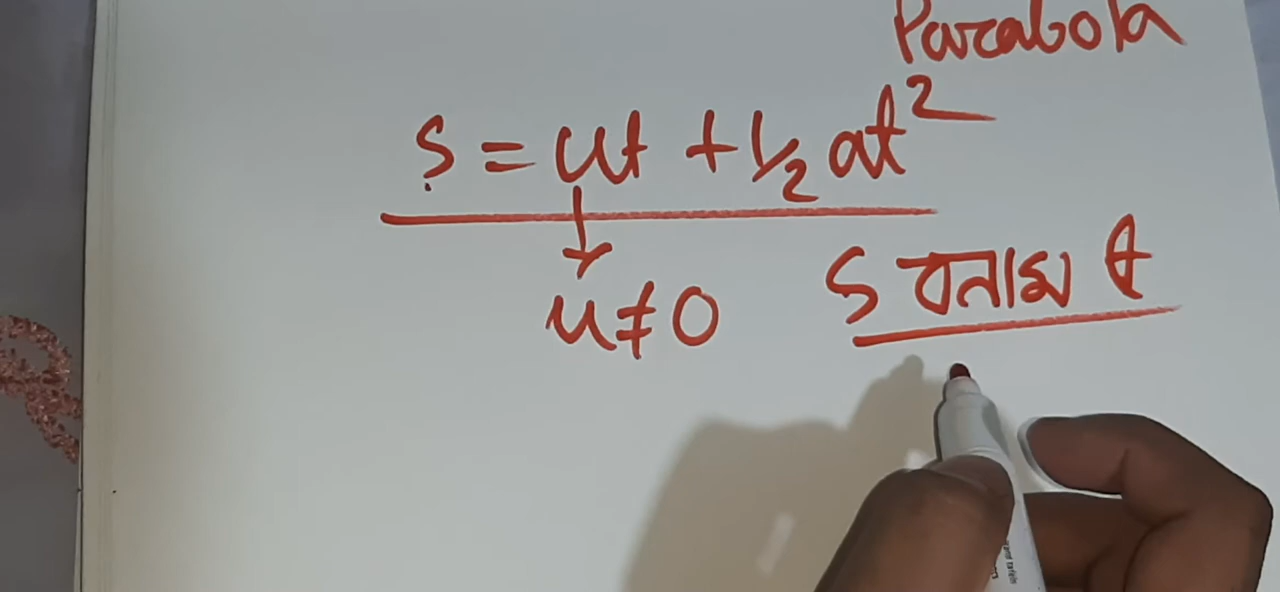 Parabola
s = ut + 1/2 at²
u ≠ 0
S বনাম t